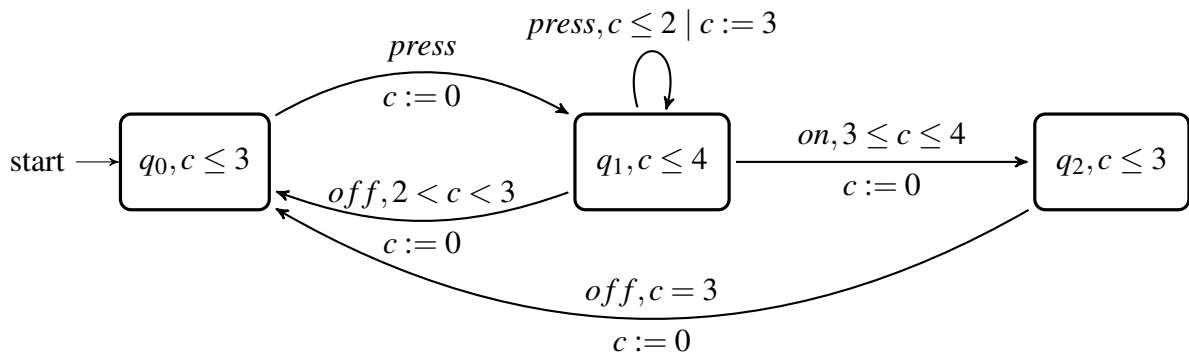 press, c ≤ 2 | c := 3
press
c := 0
start
q₀, c ≤ 3
q₁, c ≤ 4
on, 3 ≤ c ≤ 4
c := 0
q₂, c ≤ 3
off, 2 < c < 3
c := 0
off, c = 3
c := 0